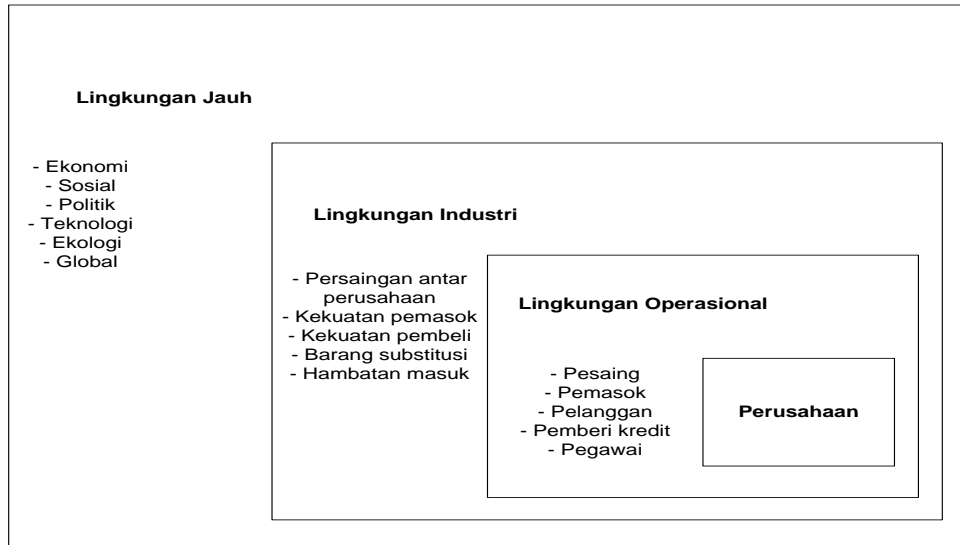 Lingkungan Jauh
- Ekonomi
- Sosial
- Politik
- Teknologi
- Ekologi
- Global
Lingkungan Industri
- Persaingan antar
perusahaan
- Kekuatan pemasok
- Kekuatan pembeli
- Barang substitusi
- Hambatan masuk
Lingkungan Operasional
- Pesaing
- Pemasok
- Pelanggan
- Pemberi kredit
- Pegawai
Perusahaan